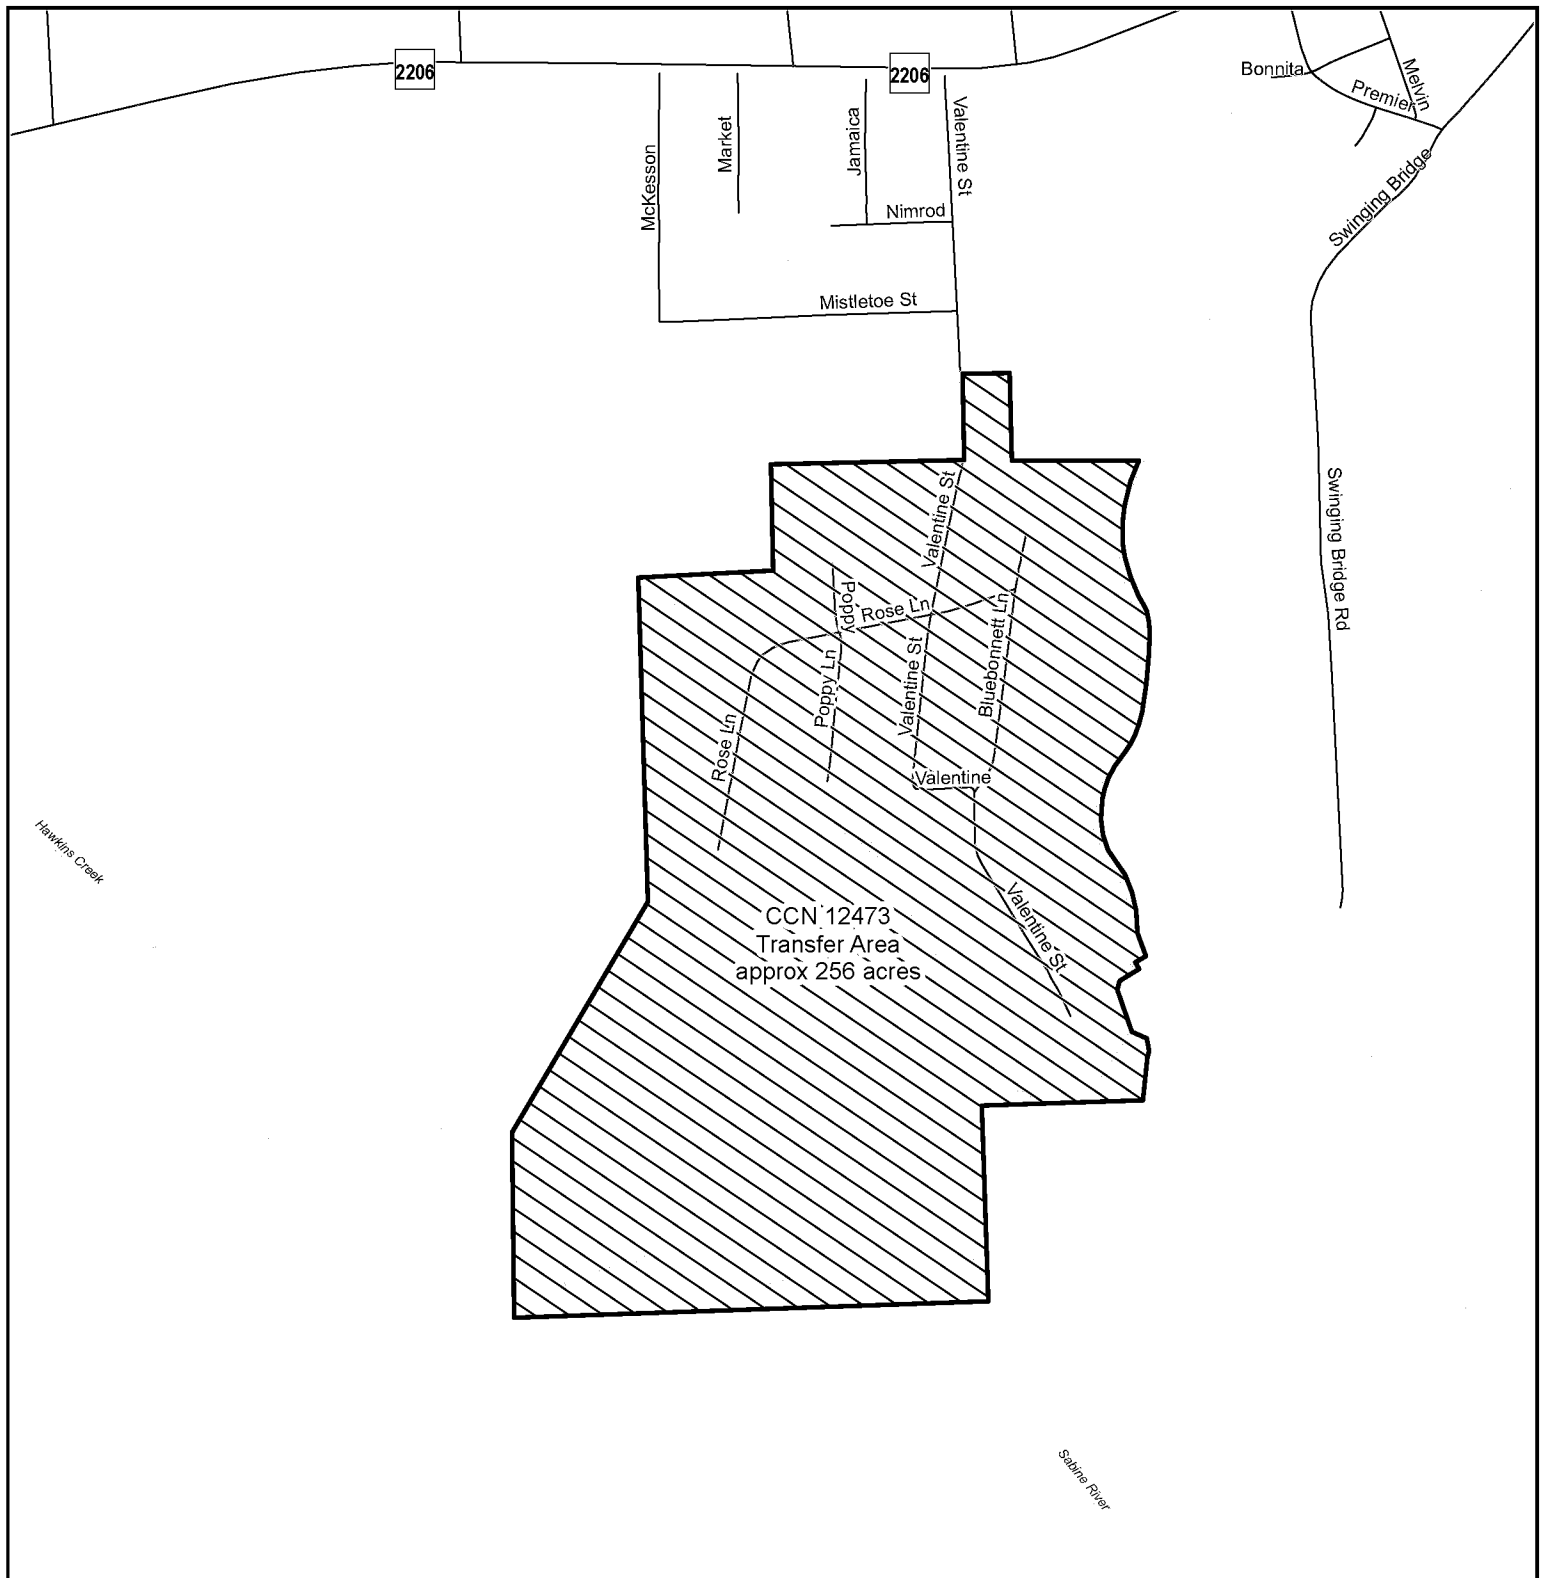 2206
2206
Bonnita
Melvin
Premier
McKesson
Market
Jamaica
Valentine St
Nimrod
Swinging Bridge
Mistletoe St
Swinging Bridge Rd
Valentine St
Poppy
Rose Ln
Bluebonnett Ln
Valentine St
Poppy Ln
Rose Ln
Valentine
Hawkins Creek
Valentine St
CCN 12473
Transfer Area
approx 256 acres
Sabine River